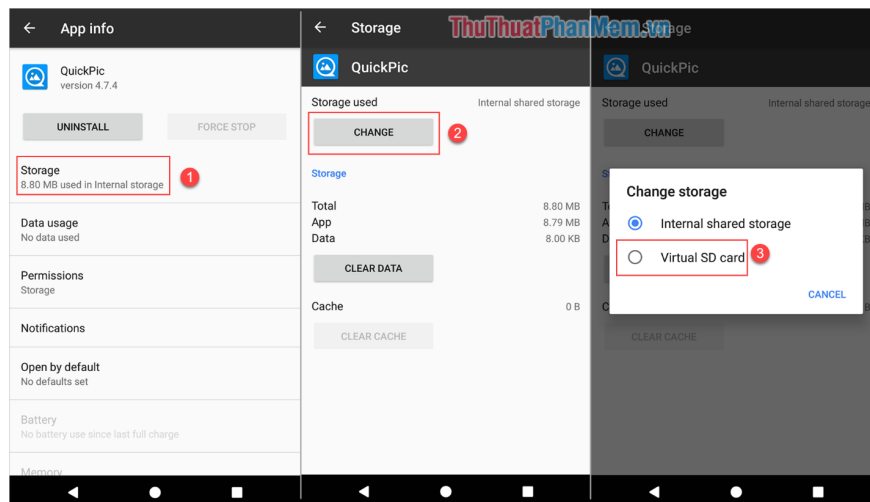 App info
QuickPic
version 4.7.4
UNINSTALL
FORCE STOP
Storage
8.80 MB used in Internal storage
1
Data usage
No data used
Permissions
Storage
Notifications
Open by default
No defaults set
Battery
No battery use since last full charge
Memory
Storage
QuickPic
Storage used
Internal shared storage
CHANGE
2
Storage
Total
8.80 MB
App
8.79 MB
Data
8.00 KB
CLEAR DATA
Cache
0 B
CLEAR CACHE
ThuThuatPhanMem.vn
QuickPic
Storage used
Internal shared storage
CHANGE
Change storage
Internal shared storage
Virtual SD card
3
CANCEL
CLEAR CACHE